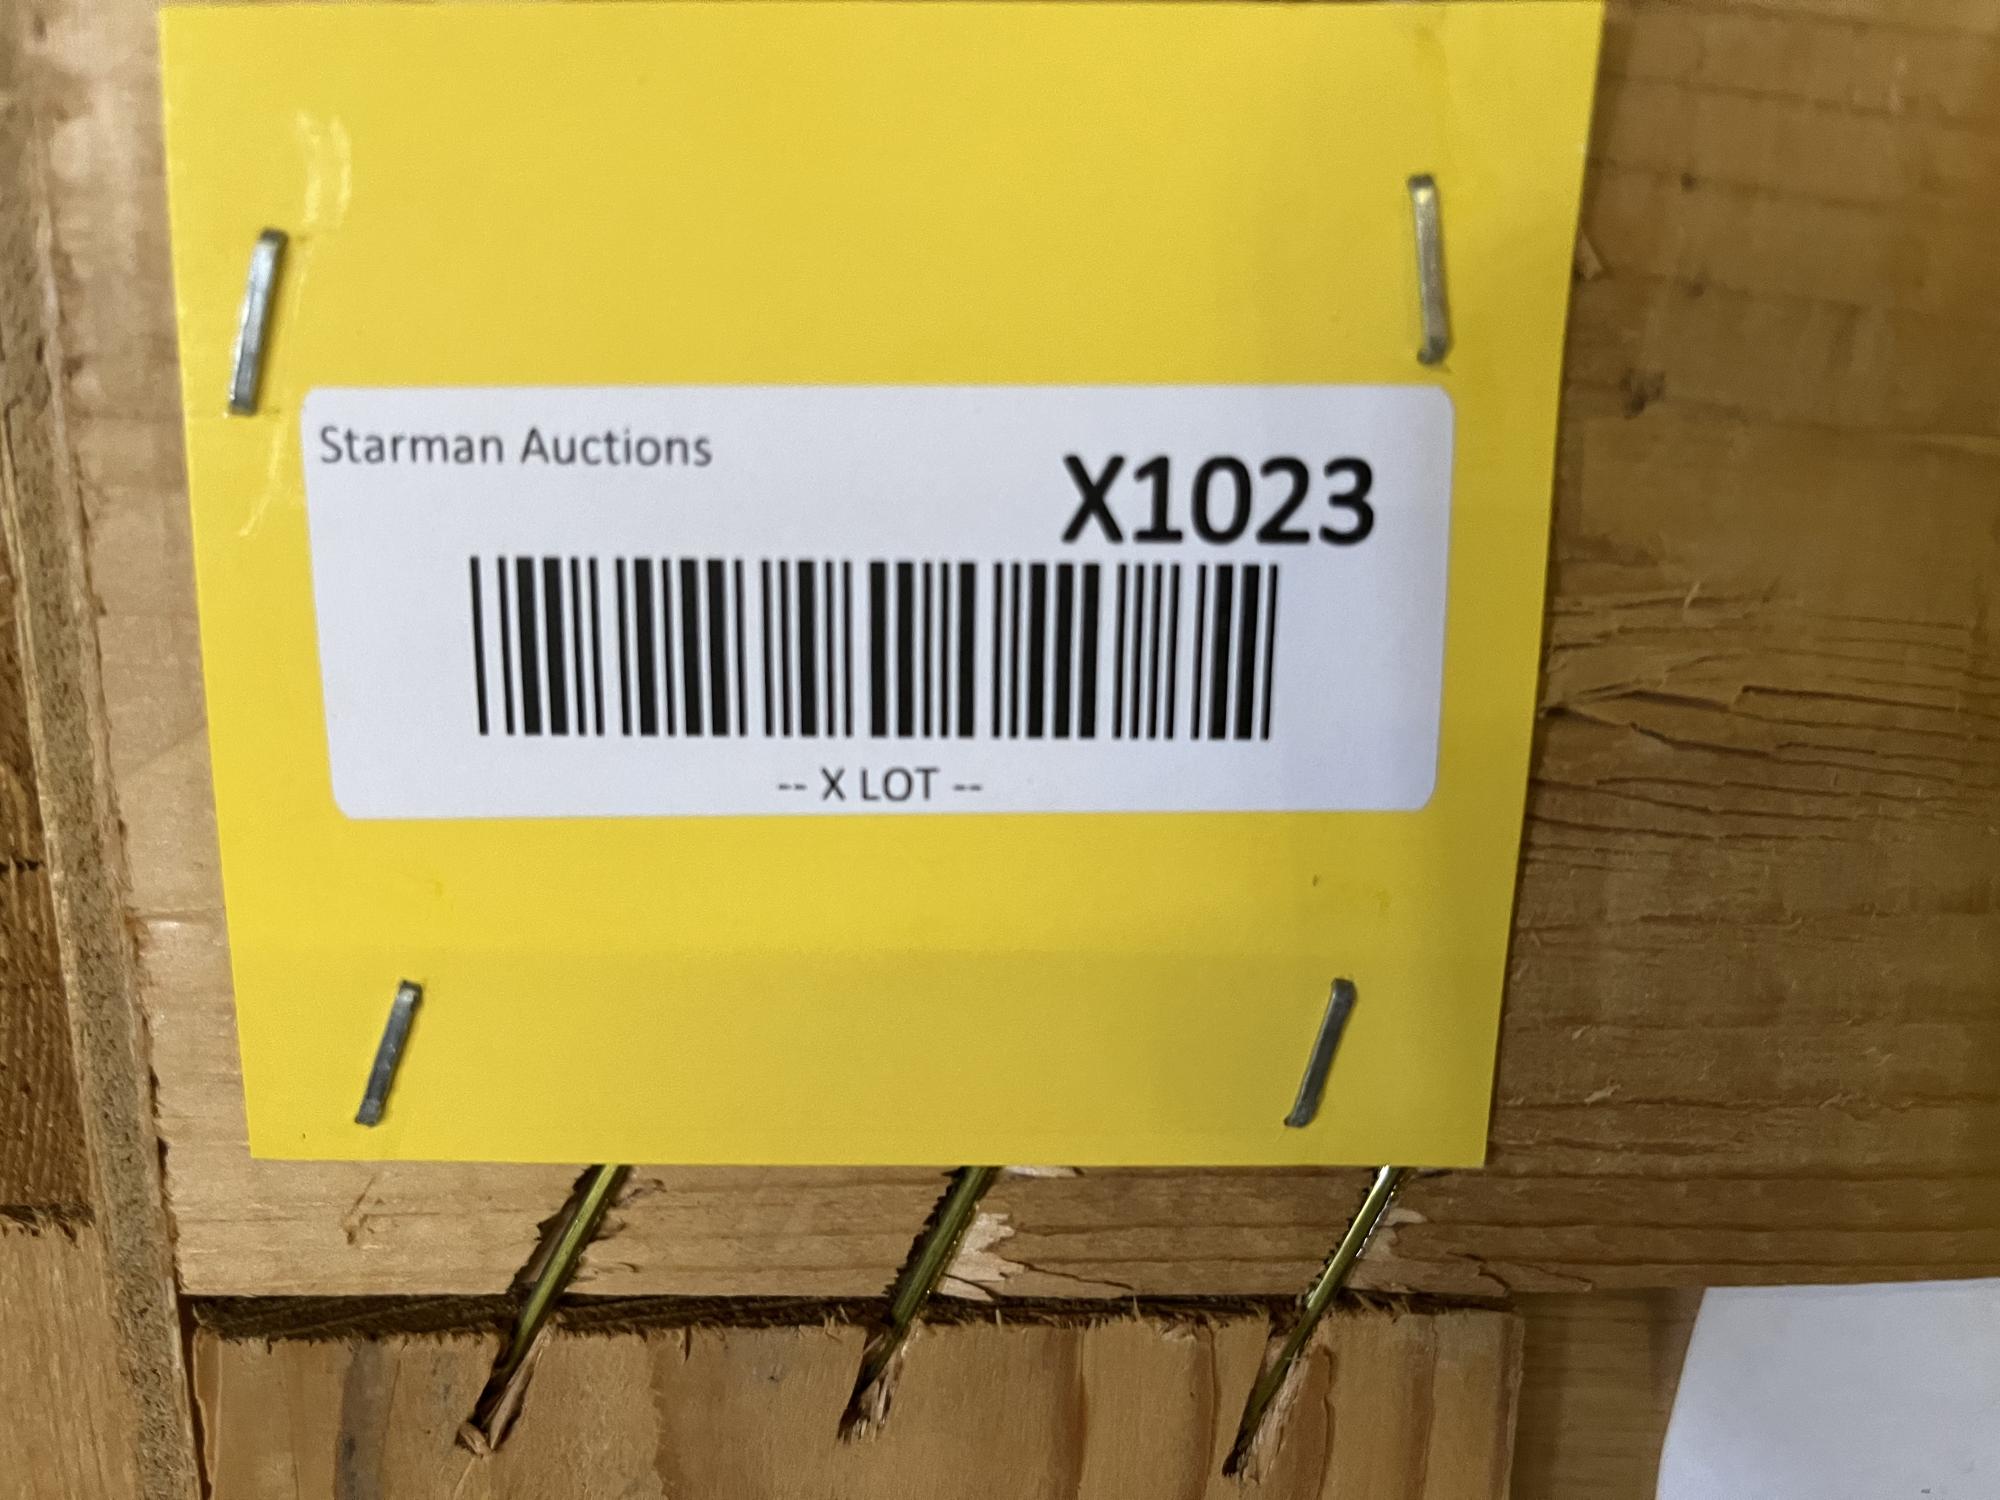 Starman Auctions
X1023
-- X LOT --